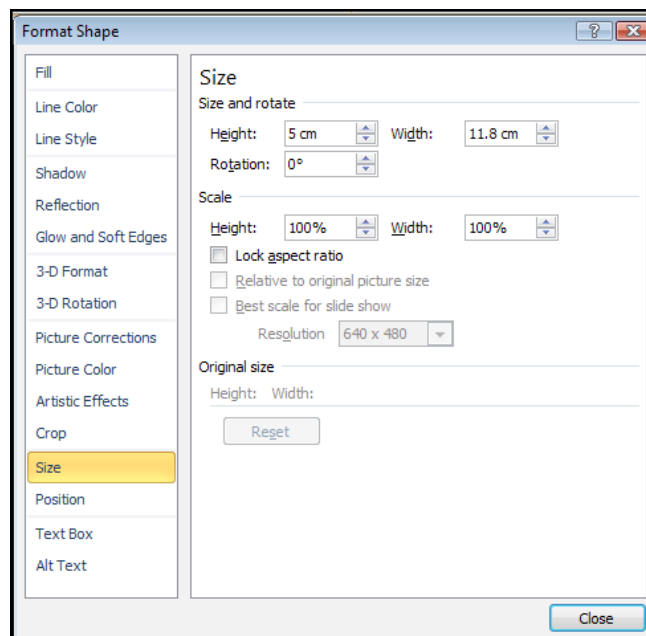 Format Shape
Fill
Line Color
Line Style
Shadow
Reflection
Glow and Soft Edges
3-D Format
3-D Rotation
Picture Corrections
Picture Color
Artistic Effects
Crop
Size
Position
Text Box
Alt Text
Size
Size and rotate
Height: 5 cm Width: 11.8 cm
Rotation: 0°
Scale
Height: 100% Width: 100%
Lock aspect ratio
Relative to original picture size
Best scale for slide show
Resolution 640 x 480
Original size
Height: Width:
Reset
Close